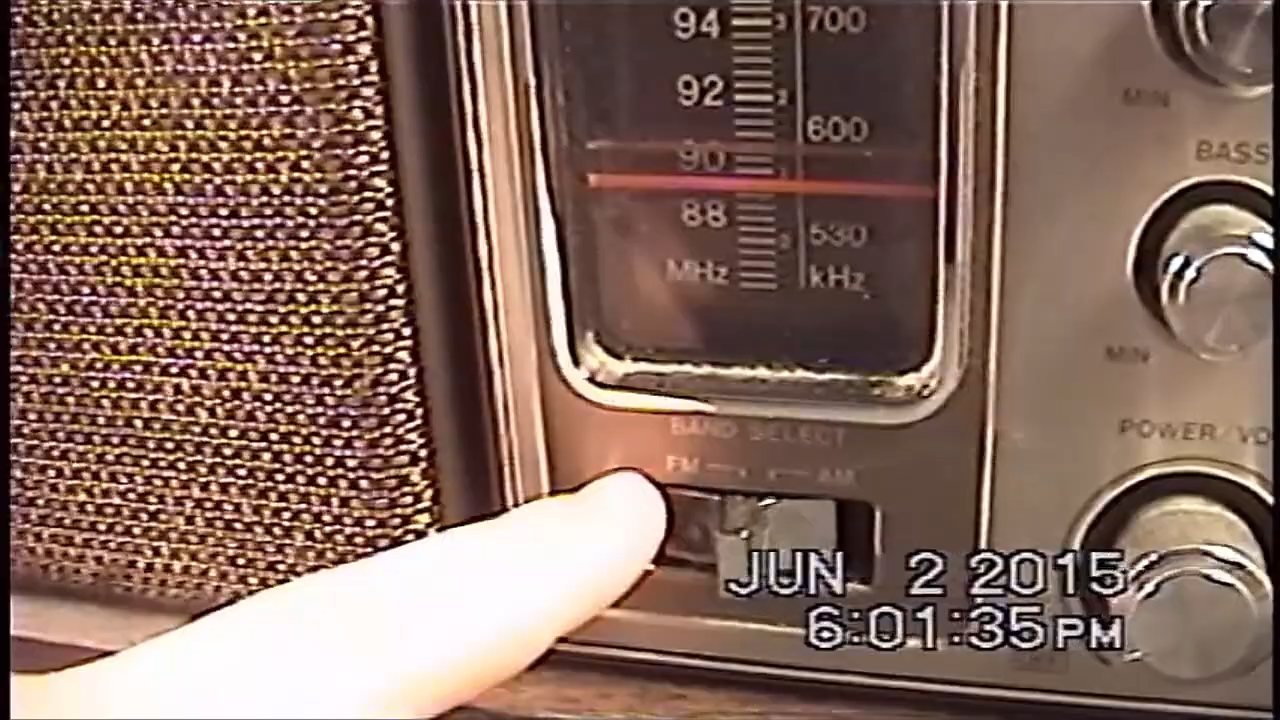 94 700
92
600
90
88
530
MHz kHz
MIN
BASS
MIN
POWER/VO
BAND SELECT
FM AM
JUN 2 2015
6:01:35PM